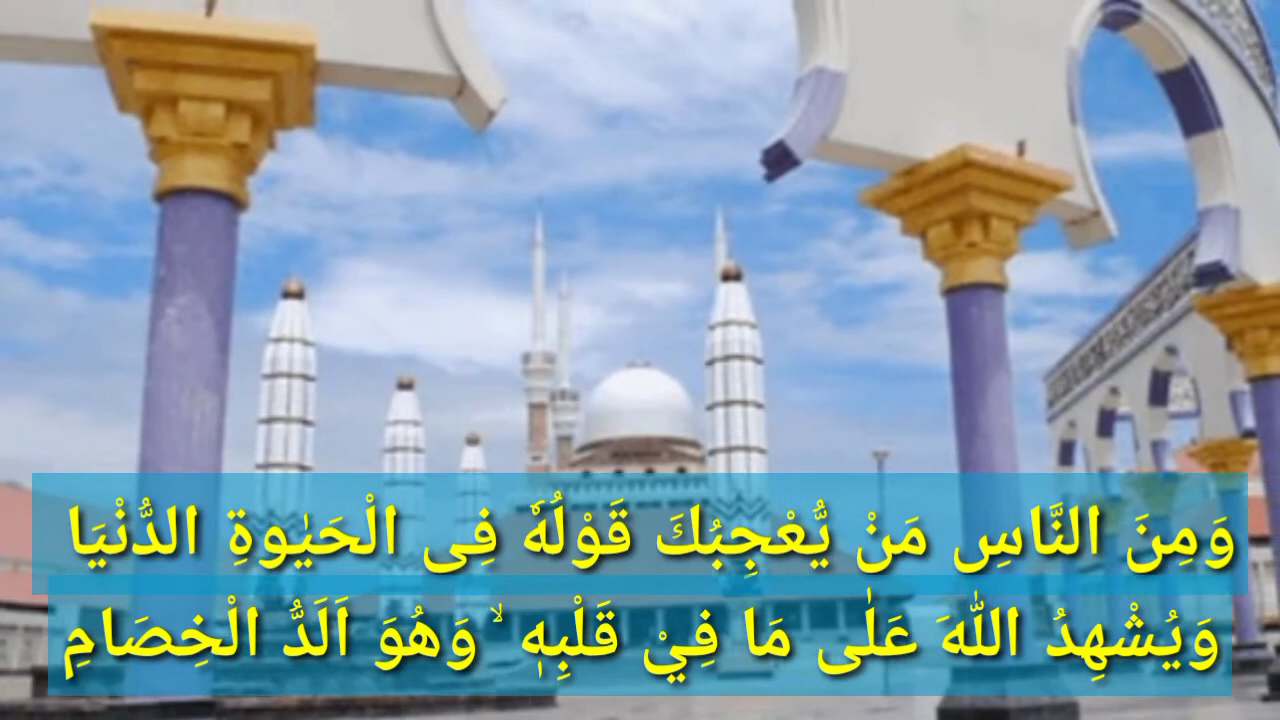 وَمِنَ النَّاسِ مَنْ يُّعْجِبُكَ قَوْلُهٗ فِى الْحَيٰوةِ الدُّنْيَا
وَيُشْهِدُ اللّٰهَ عَلٰى مَا فِيْ قَلْبِهٖ ۙ وَهُوَ اَلَدُّ الْخِصَامِ